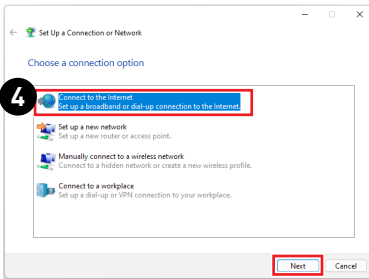 Set Up a Connection or Network
Choose a connection option
4
Connect to the Internet
Set up a broadband or dial-up connection to the Internet.
Set up a new network
Set up a new router or access point.
Manually connect to a wireless network
Connect to a hidden network or create a new wireless profile.
Connect to a workplace
Set up a dial-up or VPN connection to your workplace.
Next
Cancel